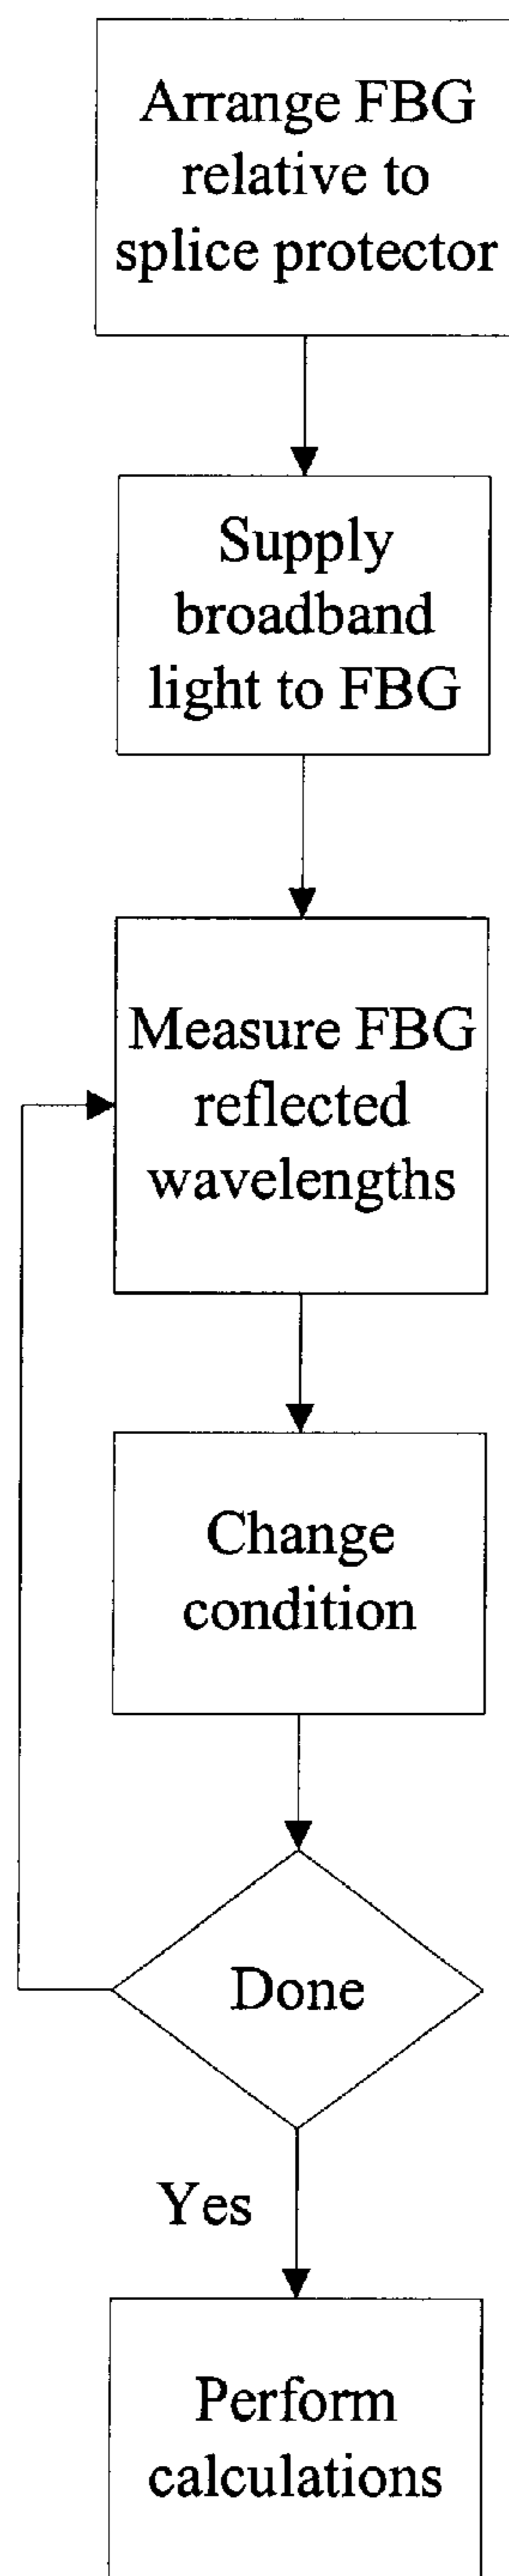 Arrange FBG
relative to
splice protector
Supply
broadband
light to FBG
Measure FBG
reflected
wavelengths
Change
condition
Done
Yes
Perform
calculations